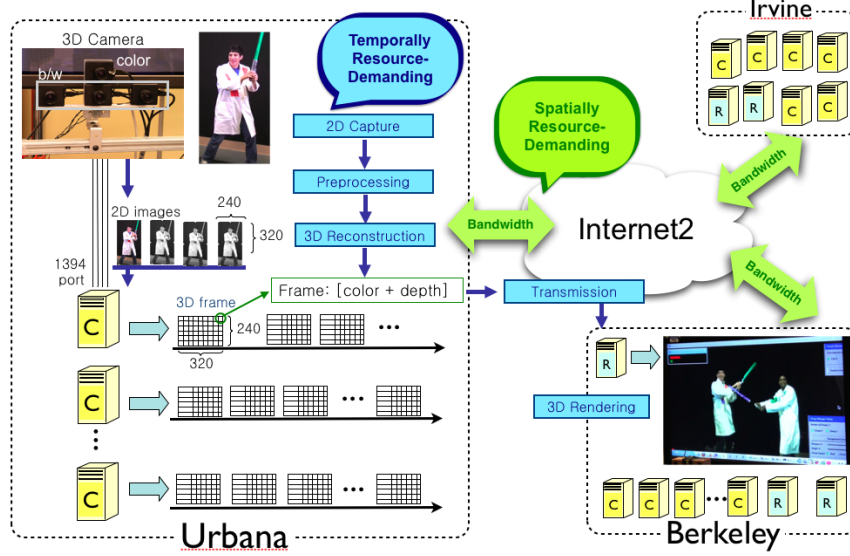 3D Camera
color
b/w
Temporally
Resource-
Demanding
Spatially
Resource-
Demanding
Irvine
C
C
C
C
R
R
C
C
2D Capture
Preprocessing
3D Reconstruction
2D images
240
320
1394
port
Bandwidth
Internet2
Bandwidth
Bandwidth
Frame: [color + depth]
Transmission
3D frame
C
240
320
...
R
3D Rendering
C
...
...
C
...
C
C
C
...
C
R
R
Urbana
Berkeley